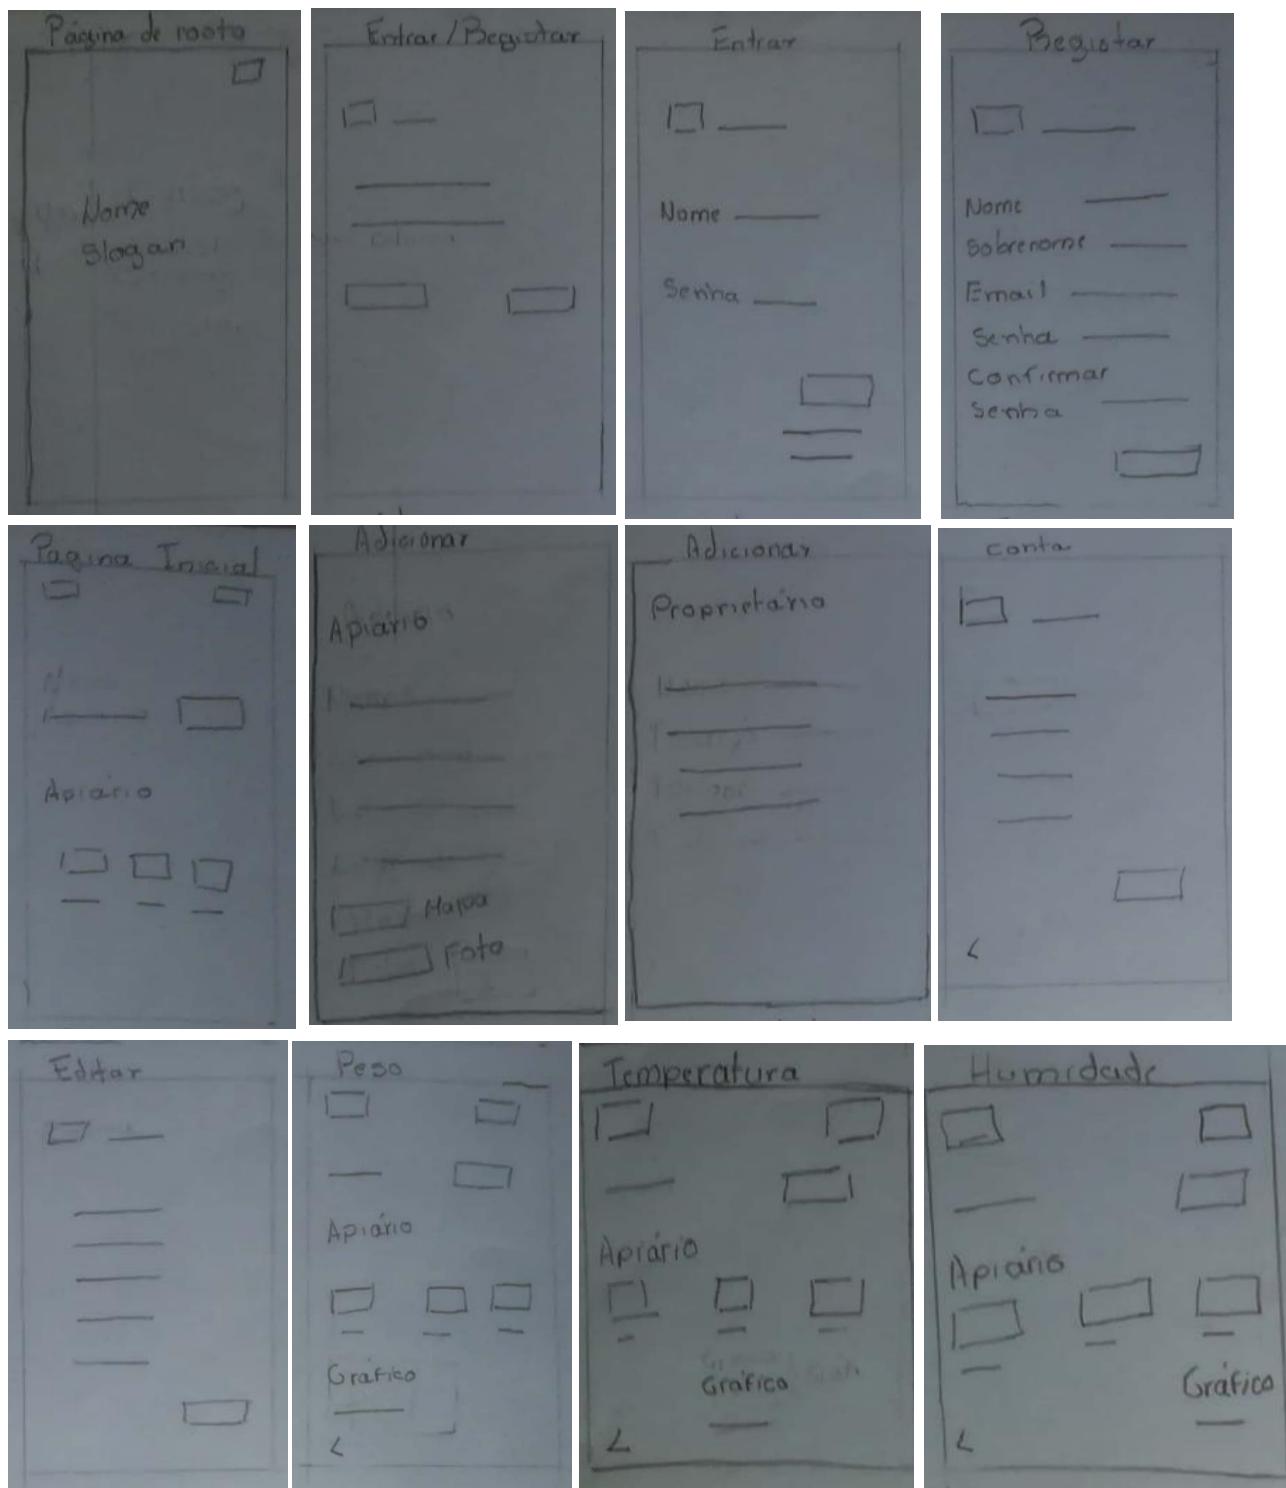 Página de rosto
Nome
Slogan
Entrar / Registar
Entrar
Nome
Senha
Registar
Nome
Sobrenome
Email
Senha
Confirmar
Senha
Pagina Inicial
Apiário
Adicionar
Apiário
Mapa
Foto
Adicionar
Proprietário
Conta
<
Editar
Peso
Apiário
Gráfico
<
Temperatura
Apiário
Gráfico
<
Humidade
Apiário
Gráfico
<